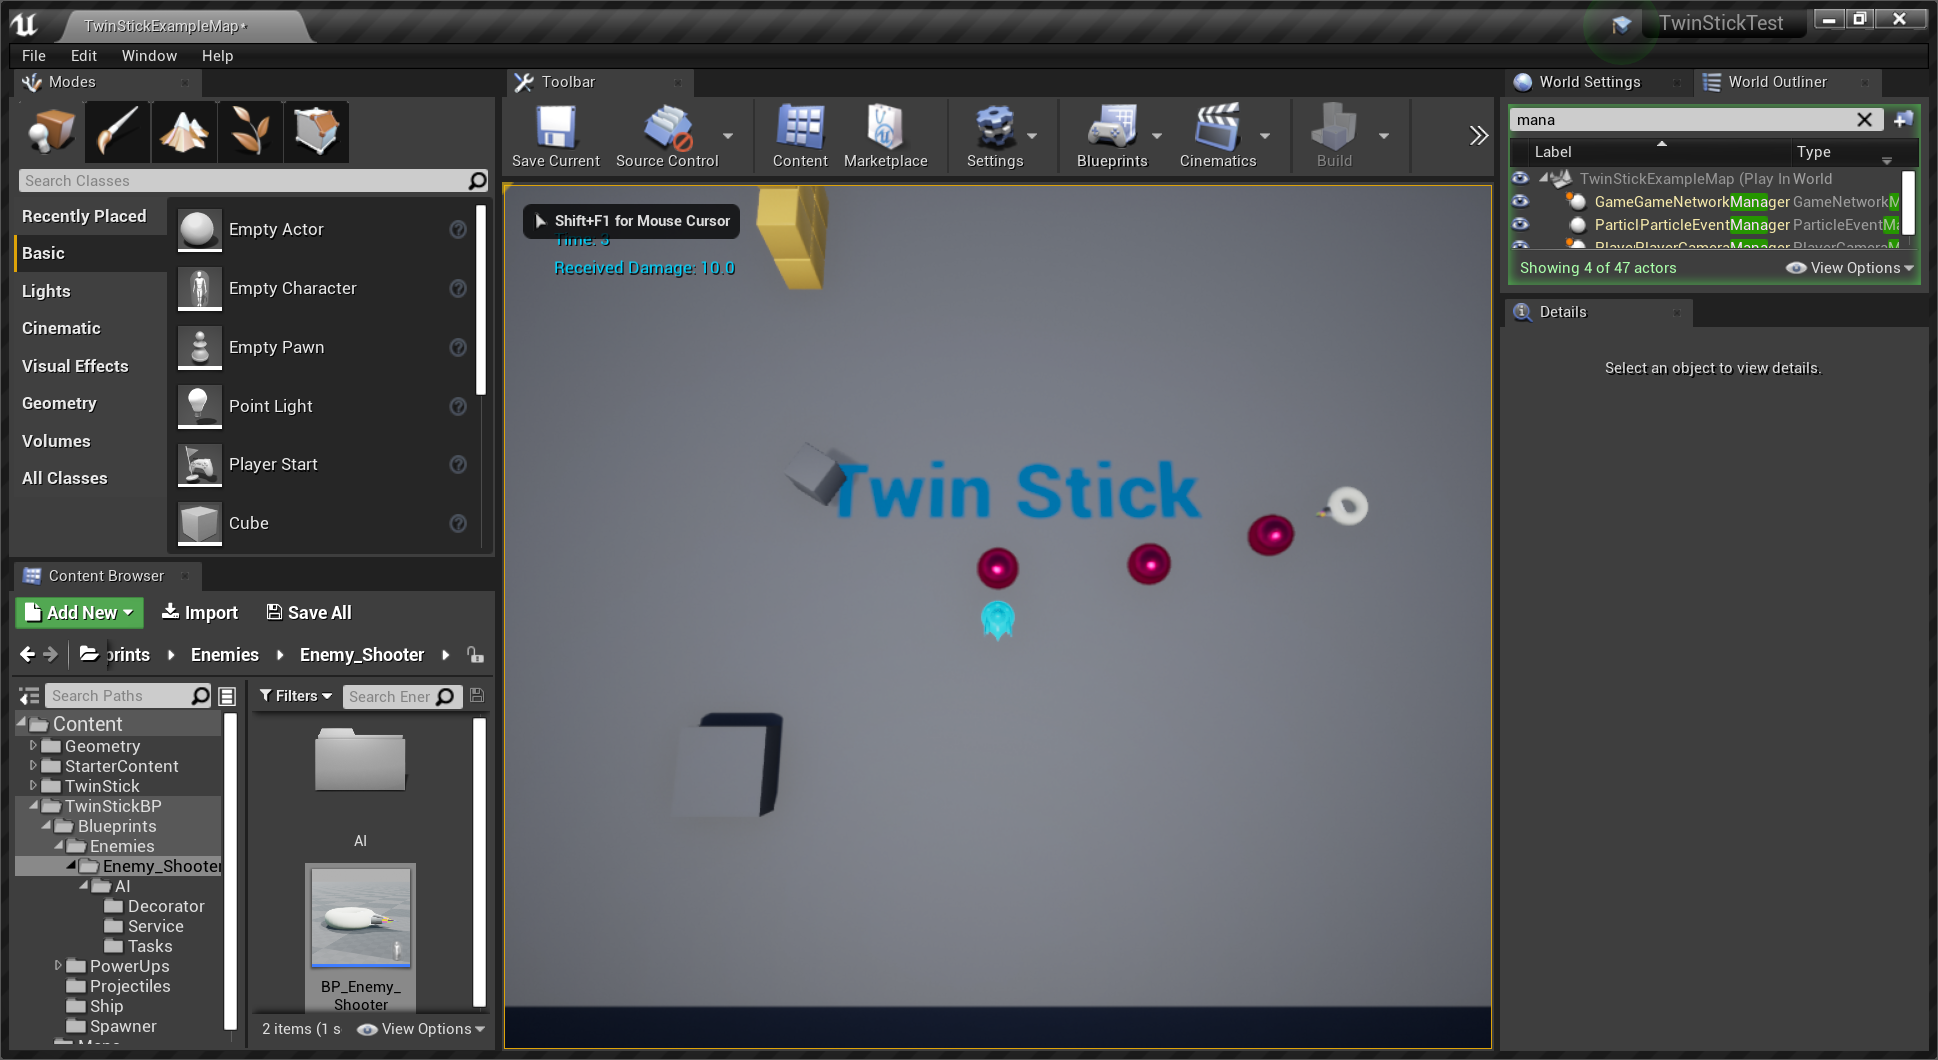 TwinStickExampleMap*
TwinStickTest
File Edit Window Help
Modes
Toolbar
World Settings
World Outliner
Save Current
Source Control
Content
Marketplace
Settings
Blueprints
Cinematics
Build
mana
Label Type
TwinStickExampleMap (Play In World
GameGameNetworkManager GameNetworkM
ParticlParticleEventManager ParticleEventMa
PlayerPlayerCameraManager PlayerCameraM
Showing 4 of 47 actors
View Options
Details
Select an object to view details.
Search Classes
Recently Placed
Basic
Lights
Cinematic
Visual Effects
Geometry
Volumes
All Classes
Empty Actor
Empty Character
Empty Pawn
Point Light
Player Start
Cube
Shift+F1 for Mouse Cursor
Time: 3
Received Damage: 10.0
Twin Stick
Content Browser
Add New
Import
Save All
prints
Enemies
Enemy_Shooter
Search Paths
Filters
Search Ener
Content
Geometry
StarterContent
TwinStick
TwinStickBP
Blueprints
Enemies
Enemy_Shooter
AI
Decorator
Service
Tasks
PowerUps
Projectiles
Ship
Spawner
AI
BP_Enemy_
Shooter
2 items (1 s
View Options